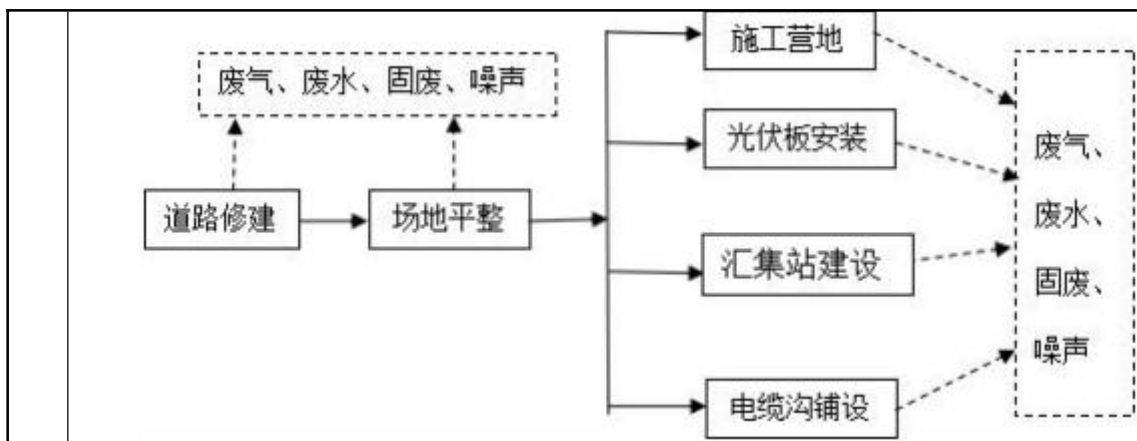 施工营地
废气、废水、固废、噪声
光伏板安装
道路修建
场地平整
汇集站建设
电缆沟铺设
废气、
废水、
固废、
噪声